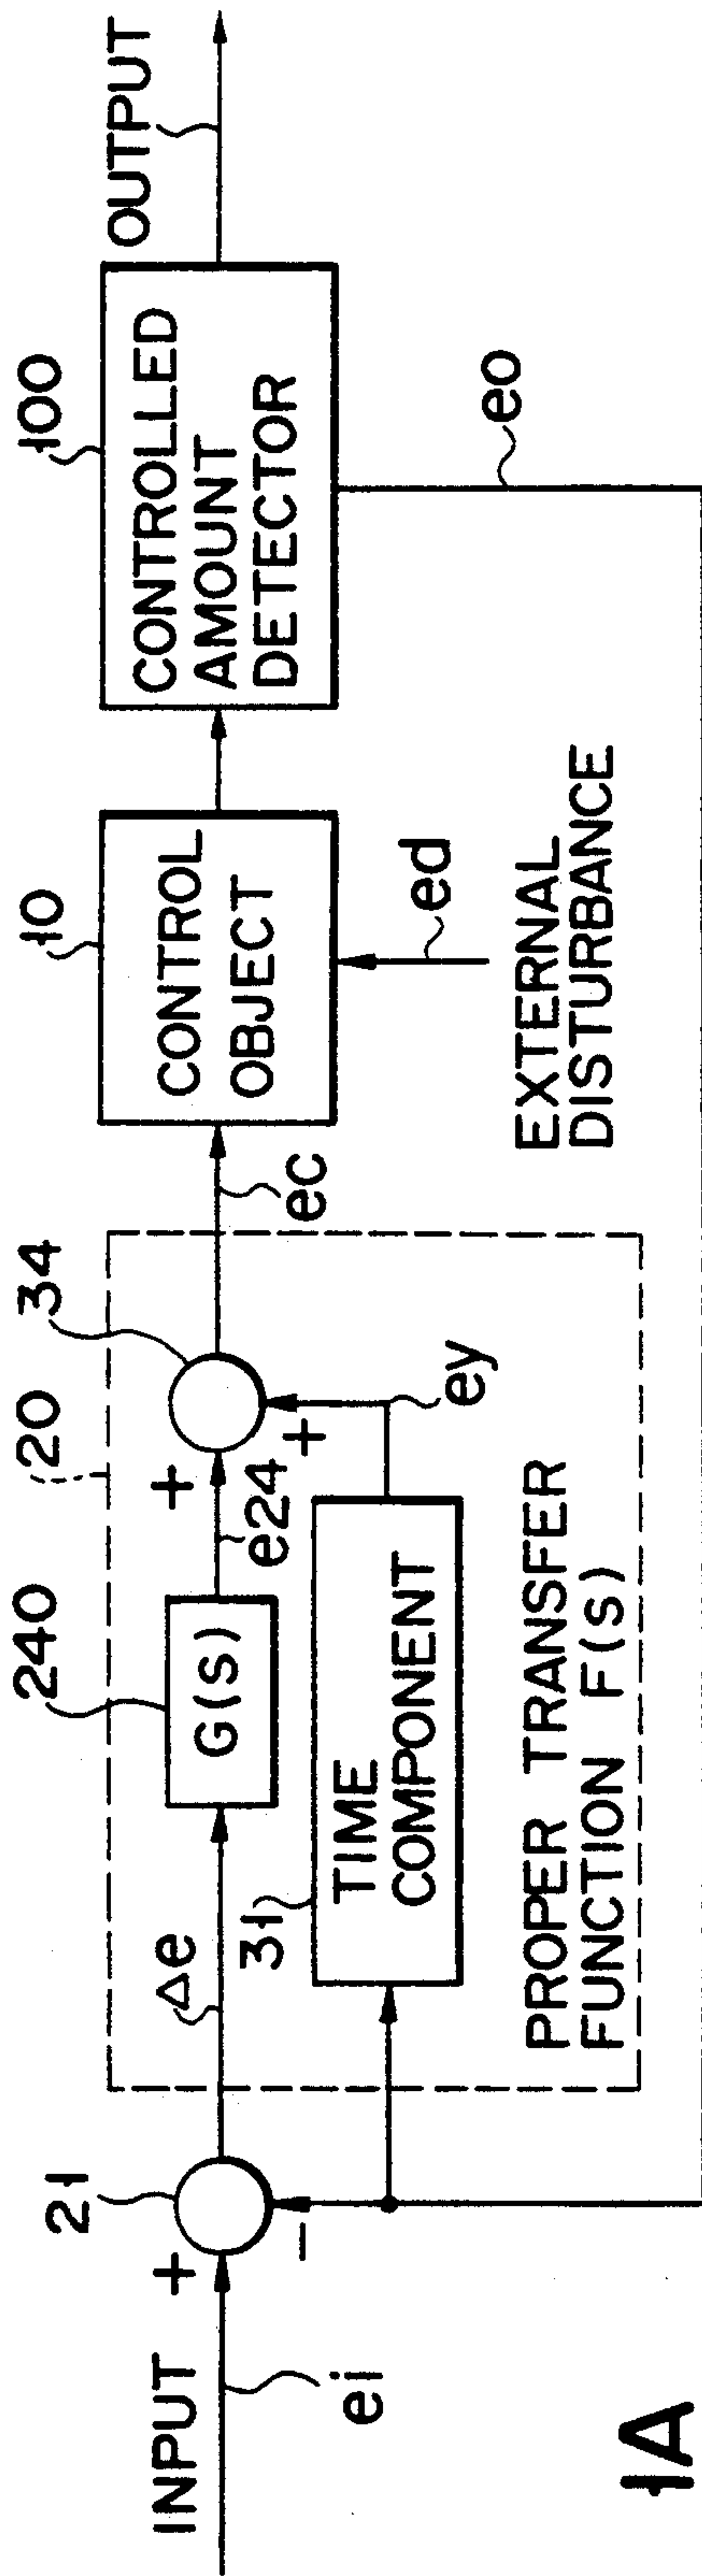 INPUT
ei
+
-
21
Δe
20
240
G(S)
e24
+
+
34
31
TIME
COMPONENT
ey
PROPER TRANSFER
FUNCTION F(S)
ec
10
CONTROL
OBJECT
ed
EXTERNAL
DISTURBANCE
100
CONTROLLED
AMOUNT
DETECTOR
eo
OUTPUT
1A